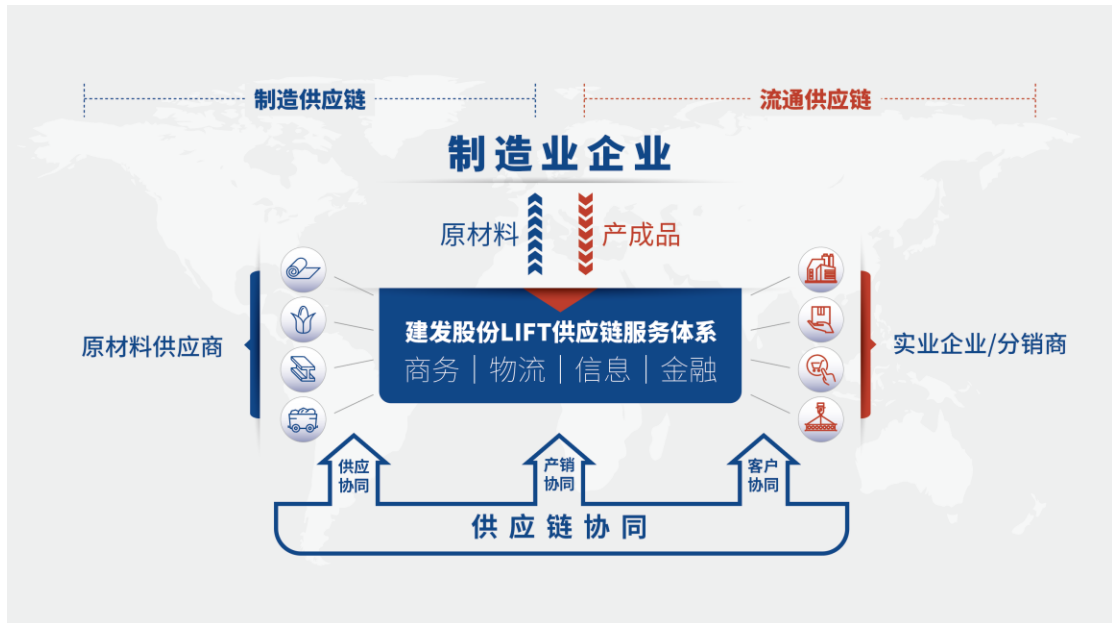 制造供应链
流通供应链
制造业企业
原材料
产成品
原材料供应商
建发股份LIFT供应链服务体系
商务｜物流｜信息｜金融
实业企业/分销商
供应
协同
产销
协同
客户
协同
供应链协同